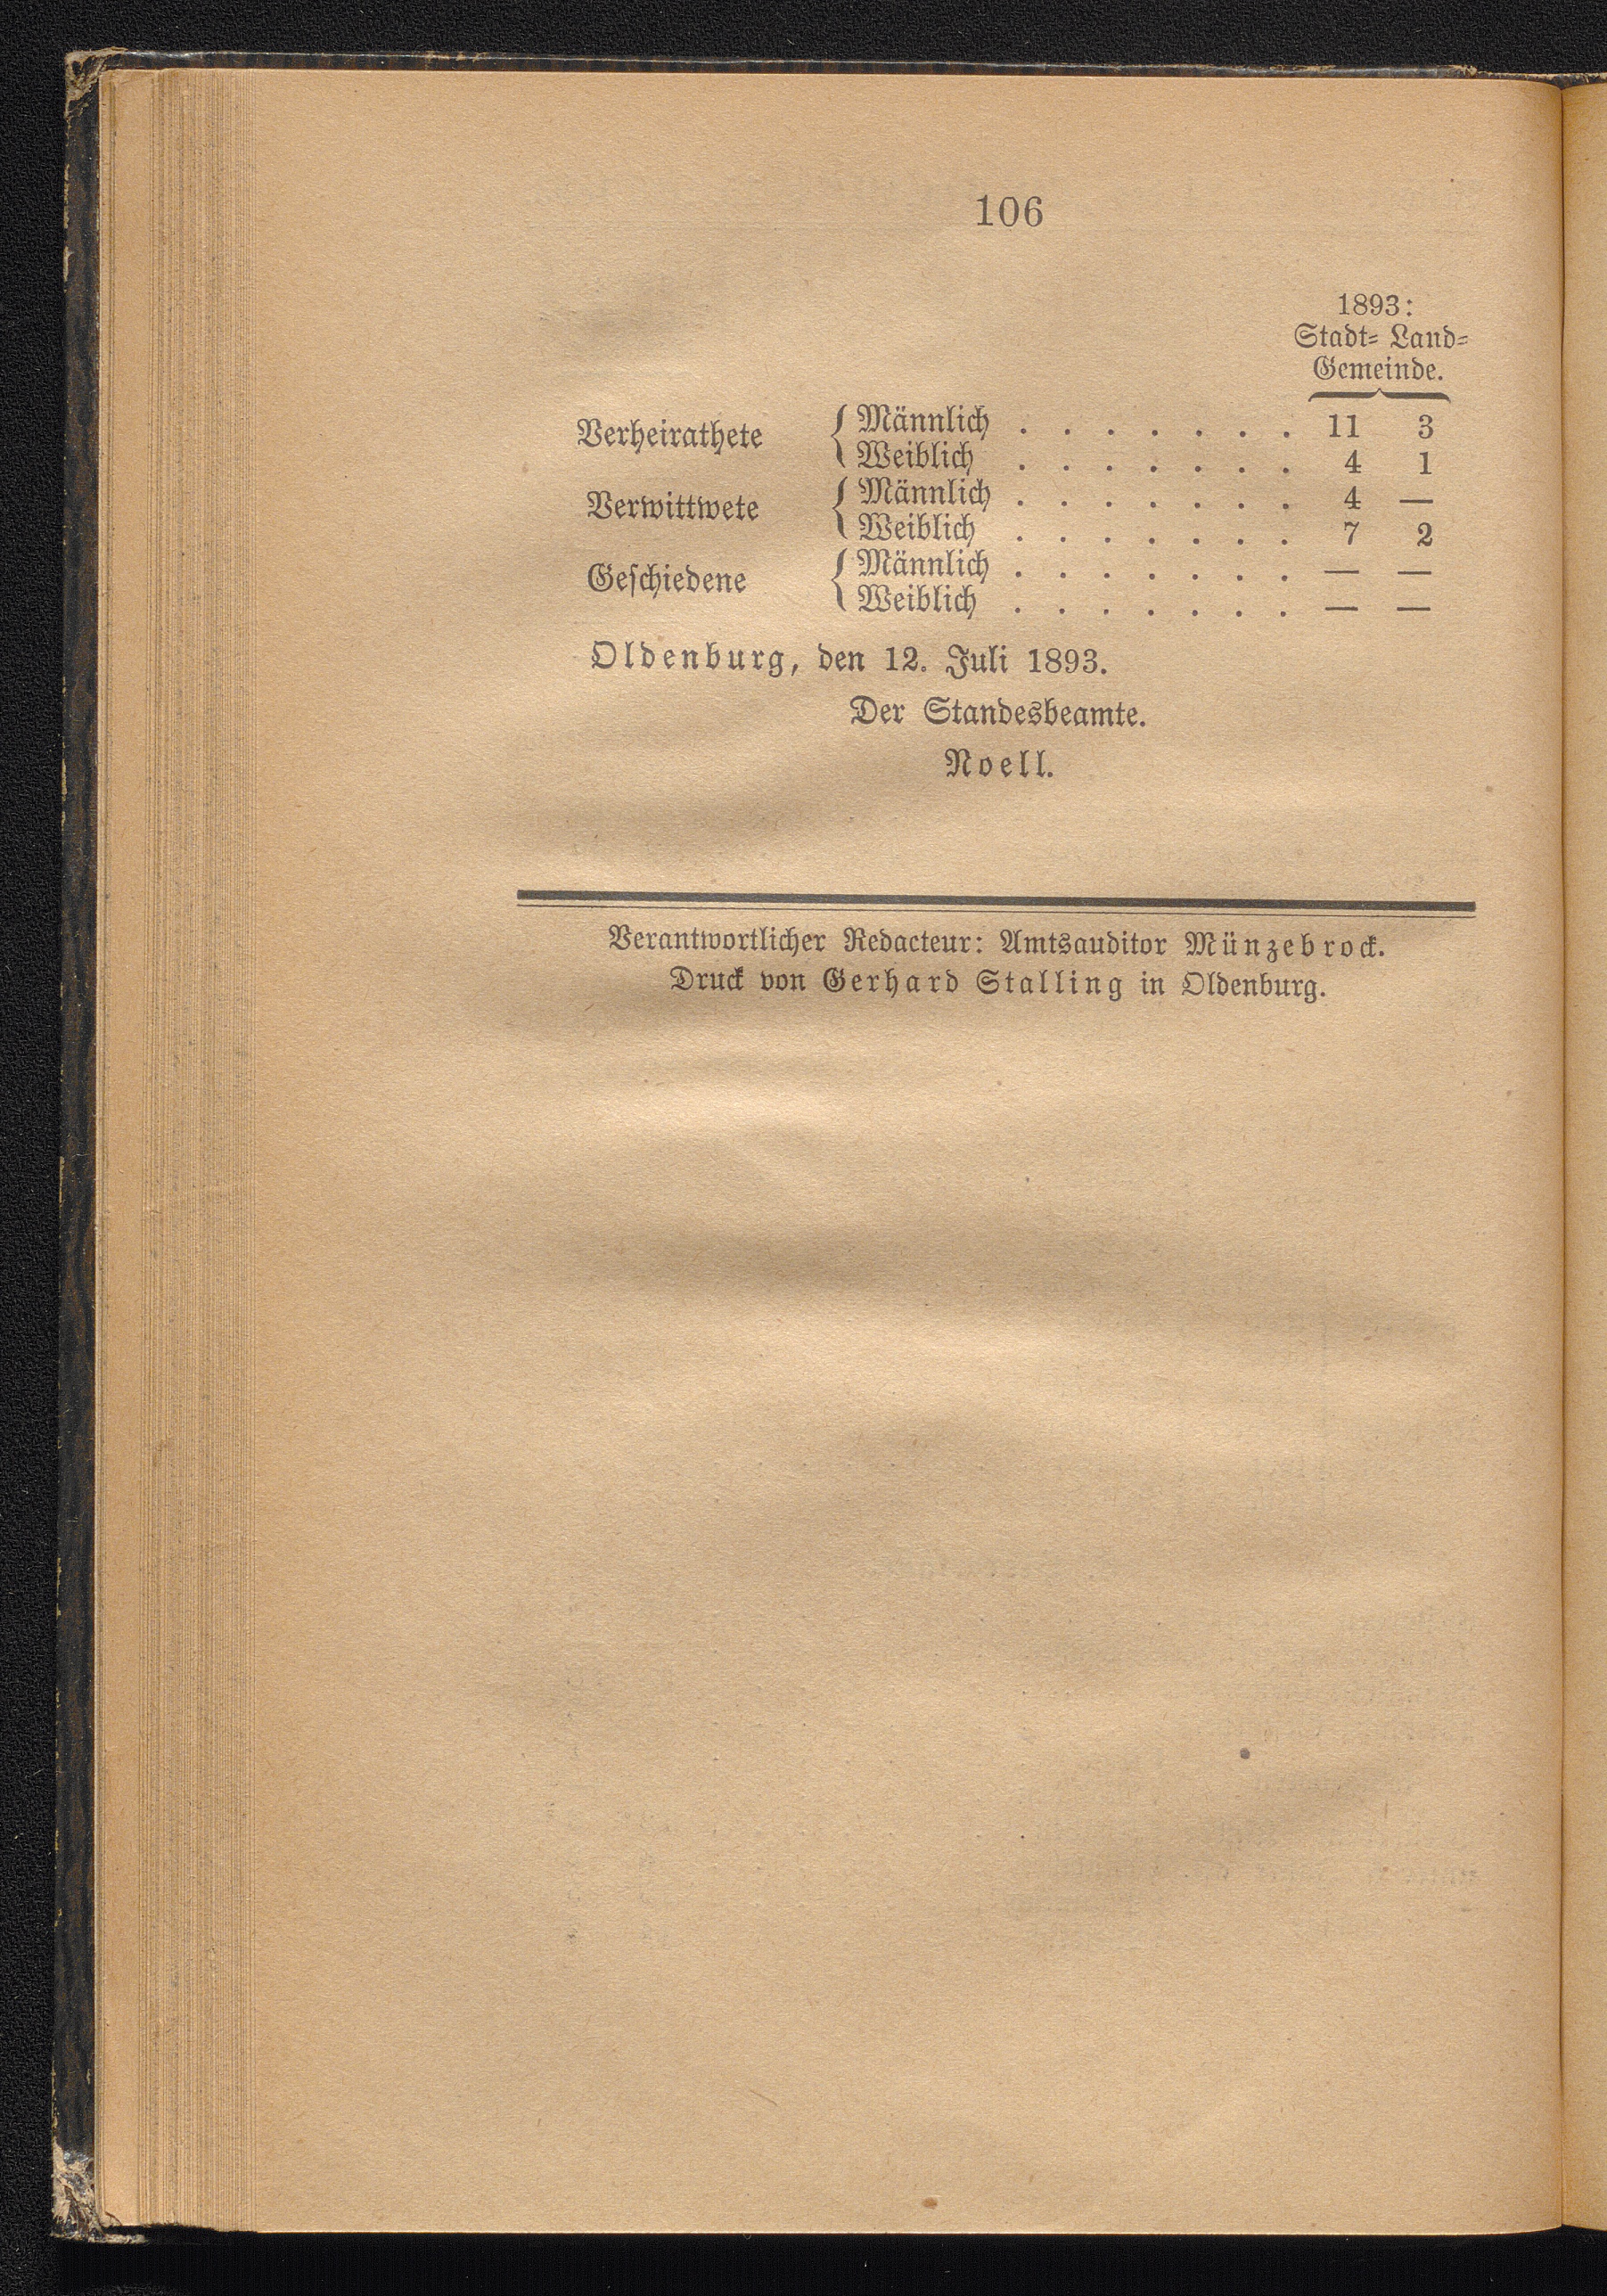 106
1893:
Stadt= Land=
Gemeinde.
Verheirathete { Männlich . . . . . . . 11 3
{ Weiblich . . . . . . . 4 1
Verwittwete { Männlich . . . . . . . 4 —
{ Weiblich . . . . . . . 7 2
Geschiedene { Männlich . . . . . . . — —
{ Weiblich . . . . . . . — —
Oldenburg, den 12. Juli 1893.
Der Standesbeamte.
Noell.
Verantwortlicher Redacteur: Amtsauditor Münzebrock.
Druck von Gerhard Stalling in Oldenburg.